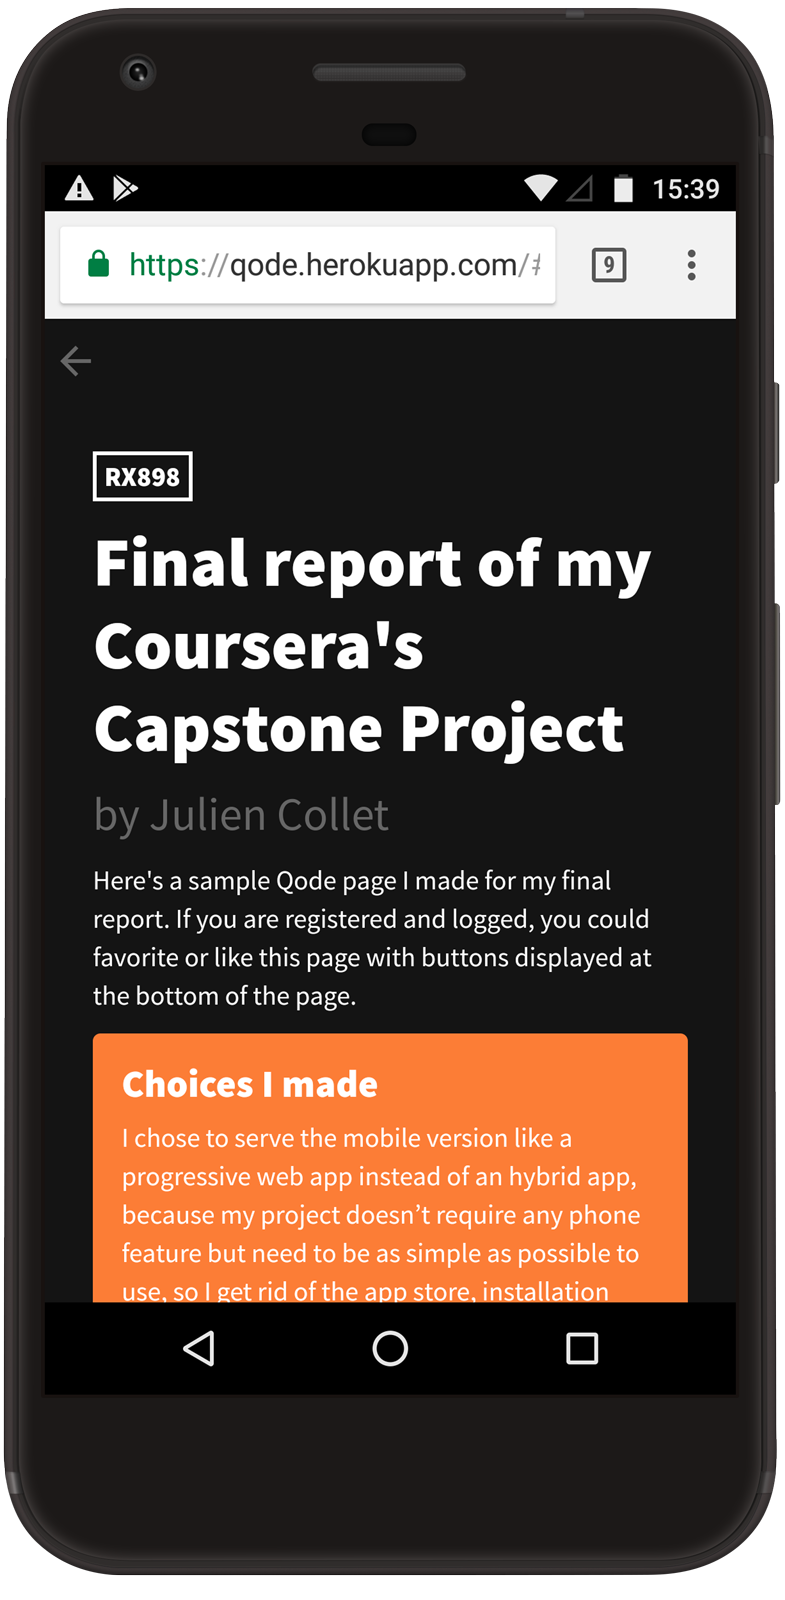 15:39
https://qode.herokuapp.com/#
9
RX898
Final report of my
Coursera's
Capstone Project
by Julien Collet
Here's a sample Qode page I made for my final
report. If you are registered and logged, you could
favorite or like this page with buttons displayed at
the bottom of the page.
Choices I made
I chose to serve the mobile version like a
progressive web app instead of an hybrid app,
because my project doesn’t require any phone
feature but need to be as simple as possible to
use, so I get rid of the app store, installation